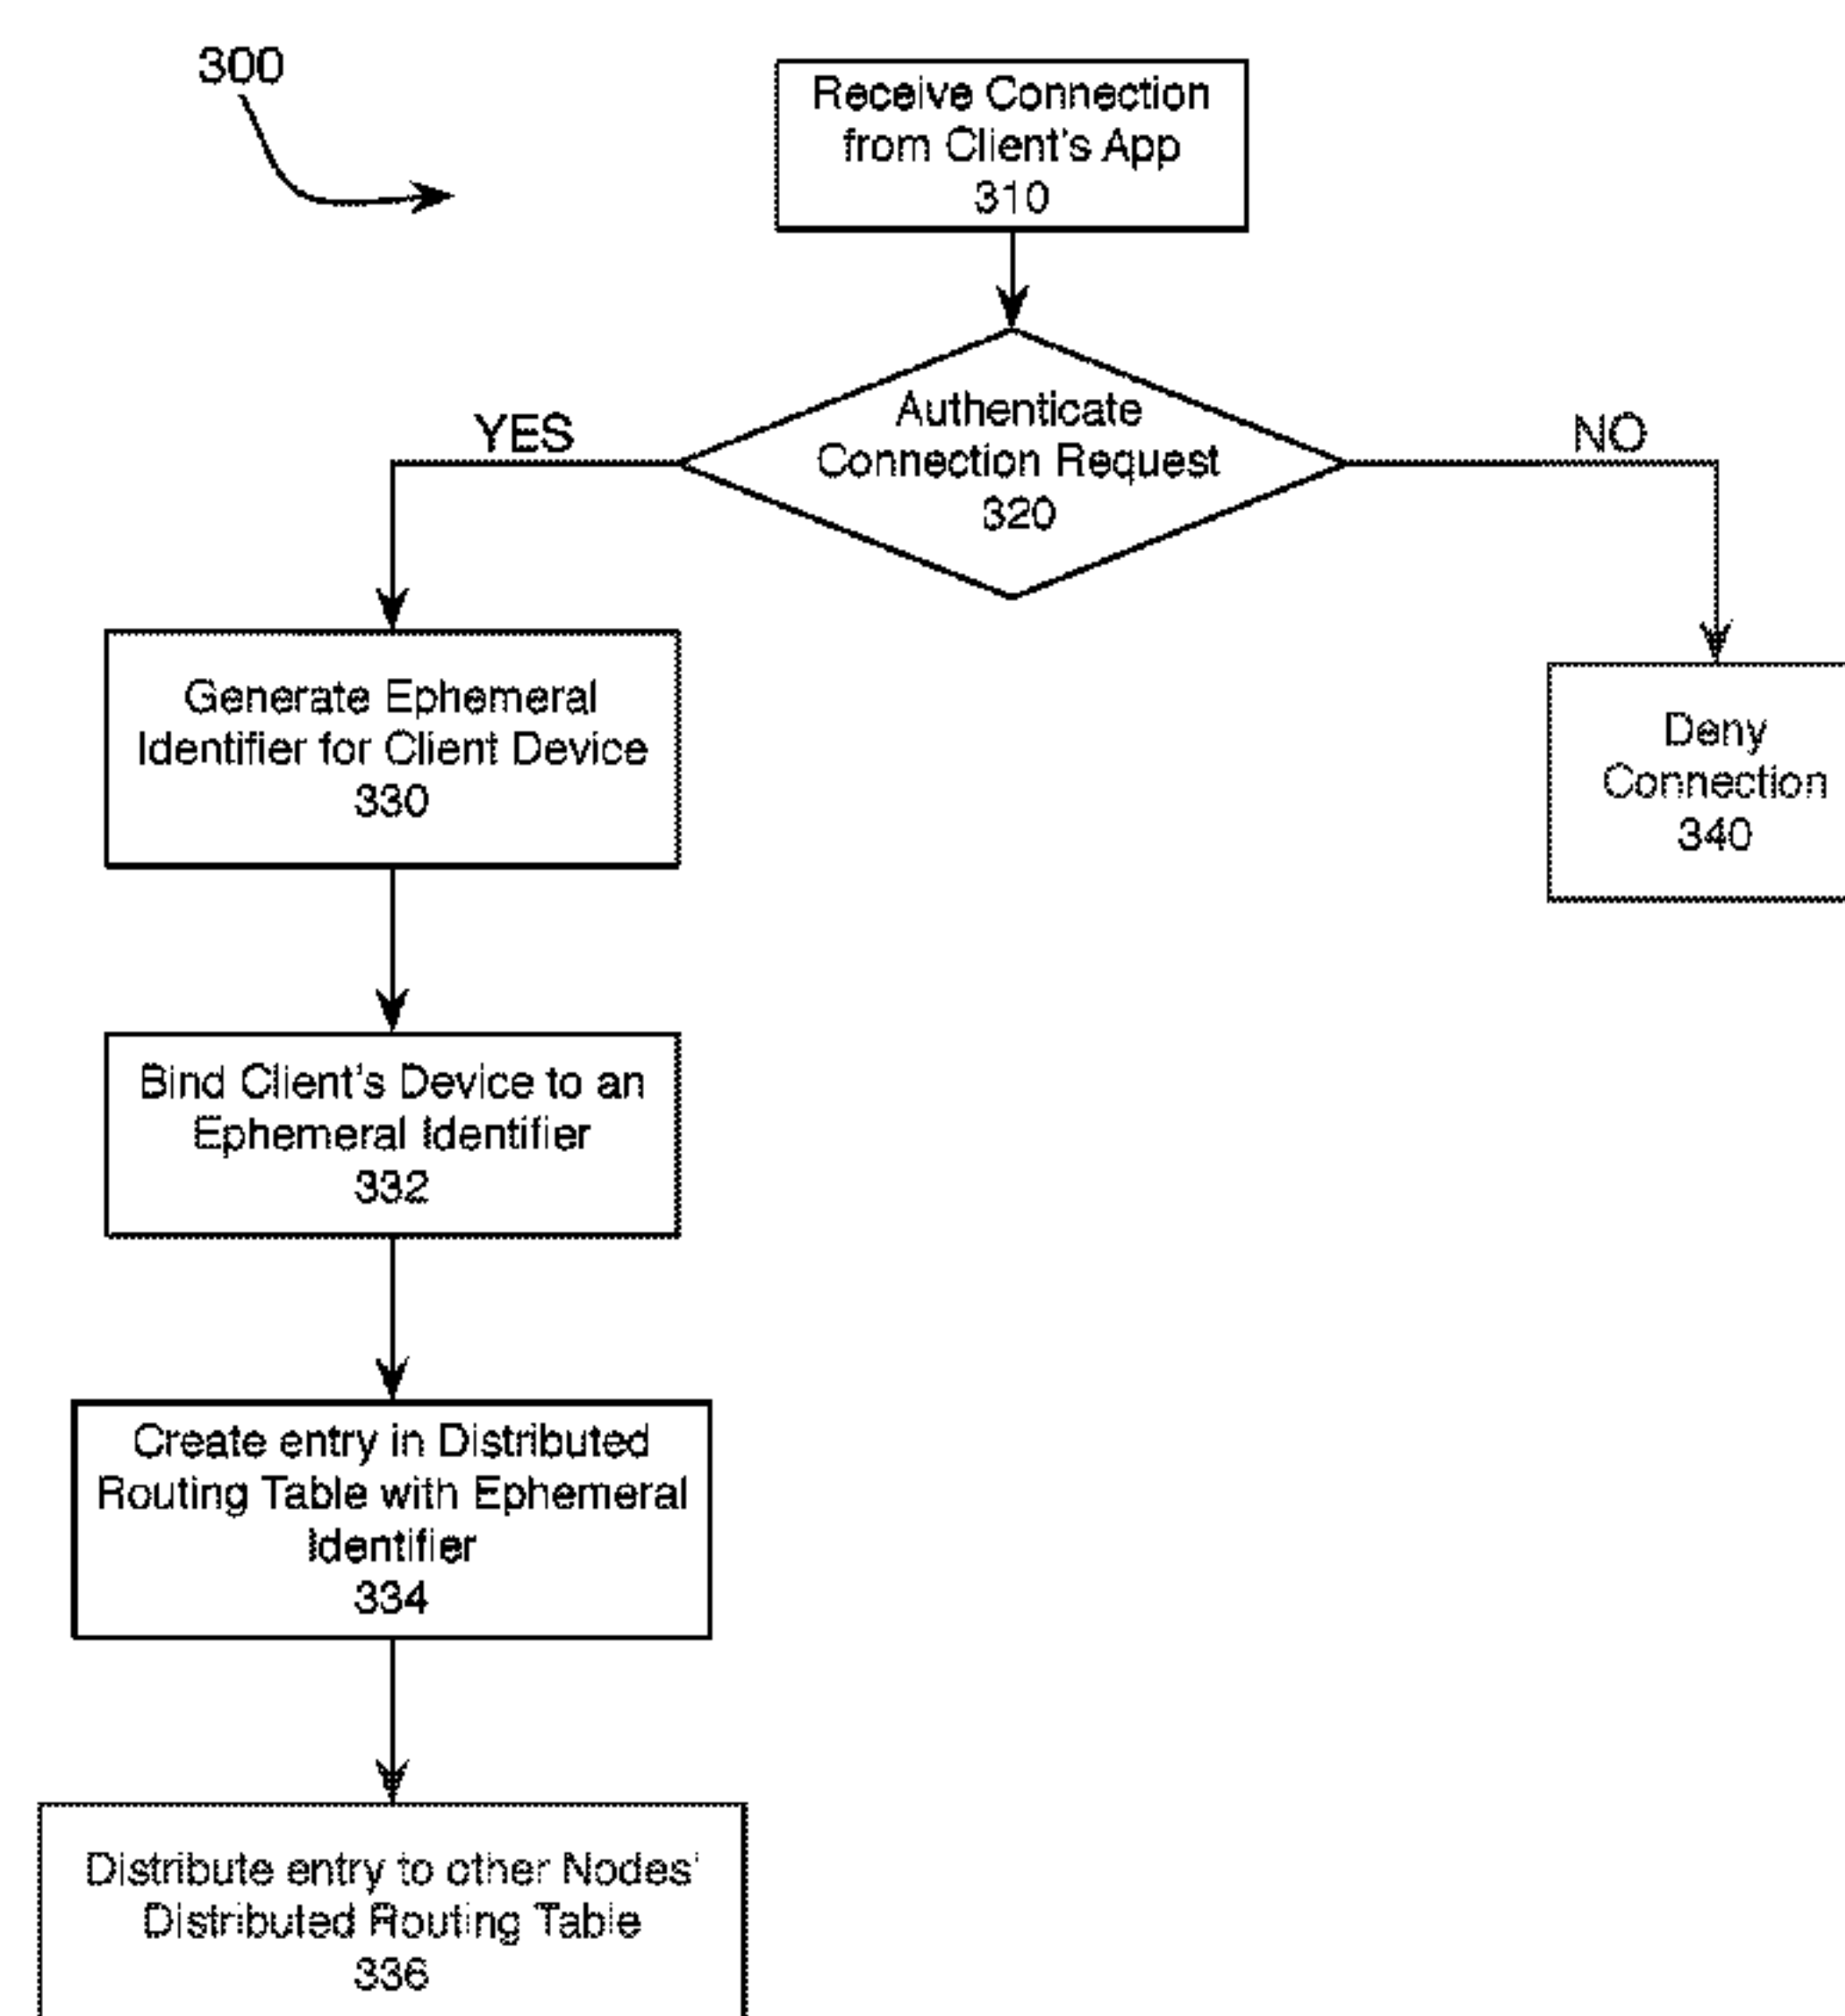 300
Receive Connection
from Client's App
310
Authenticate
Connection Request
320
YES
NO
Generate Ephemeral
Identifier for Client Device
330
Deny
Connection
340
Bind Client's Device to an
Ephemeral Identifier
332
Create entry in Distributed
Routing Table with Ephemeral
Identifier
334
Distribute entry to other Nodes'
Distributed Routing Table
336